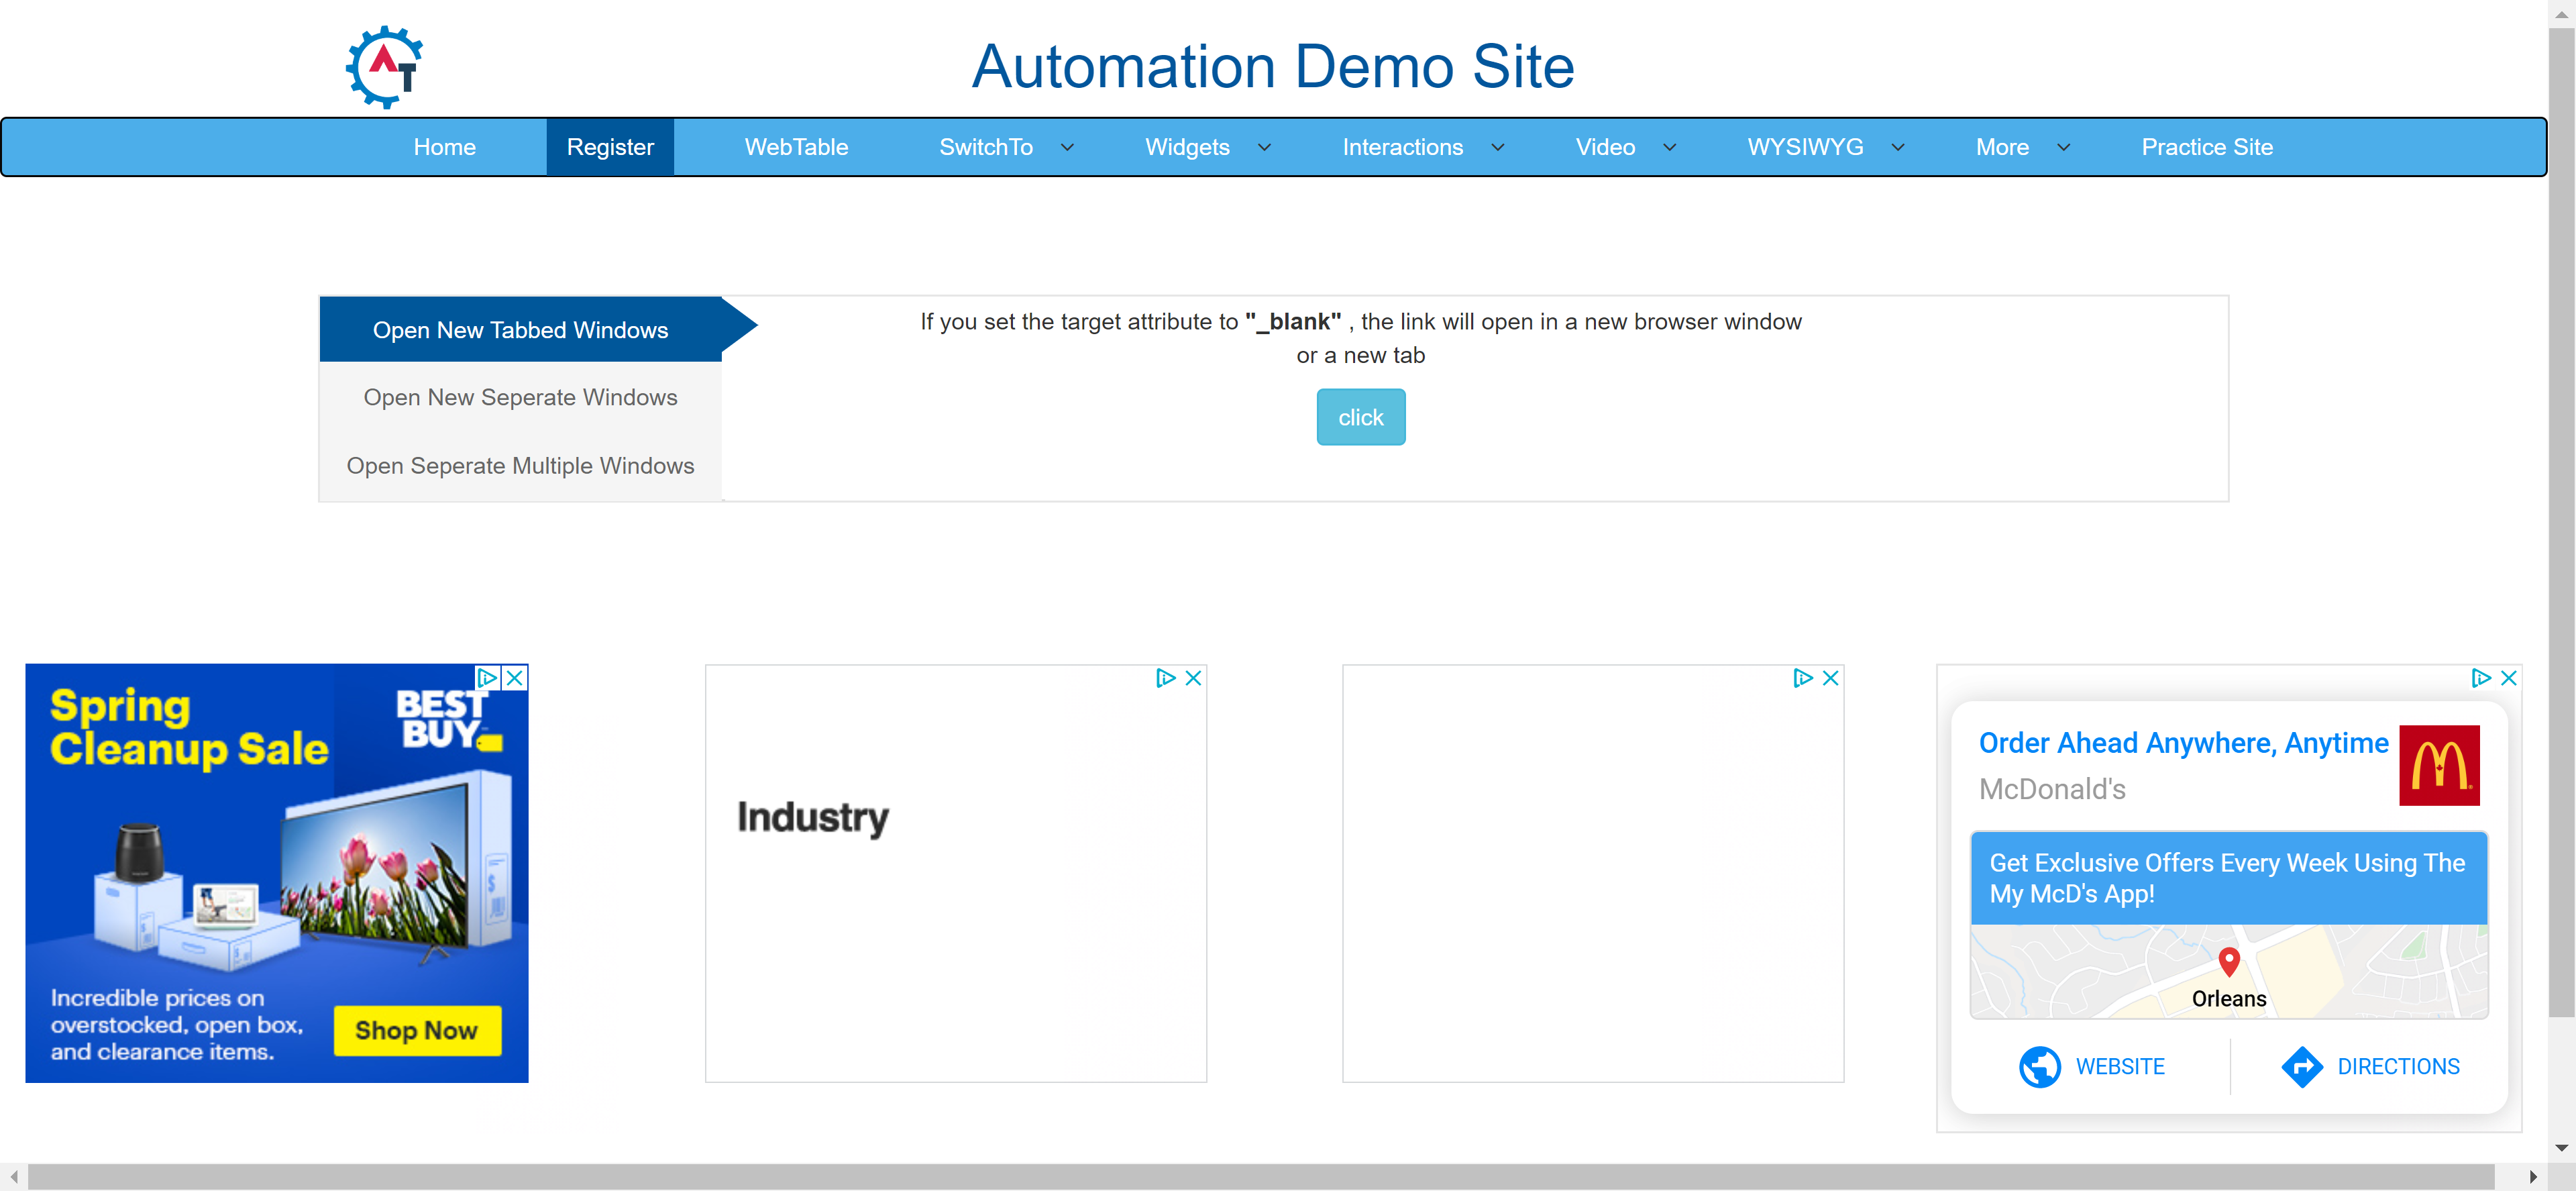 AT
Automation Demo Site
Home Register WebTable SwitchTo Widgets Interactions Video WYSIWYG More Practice Site
Open New Tabbed Windows
Open New Seperate Windows
Open Seperate Multiple Windows
If you set the target attribute to "_blank" , the link will open in a new browser window
or a new tab
click
Spring
Cleanup Sale
BEST
BUY
Incredible prices on
overstocked, open box,
and clearance items.
Shop Now
Industry
Order Ahead Anywhere, Anytime
McDonald's
Get Exclusive Offers Every Week Using The
My McD's App!
Orleans
WEBSITE
DIRECTIONS